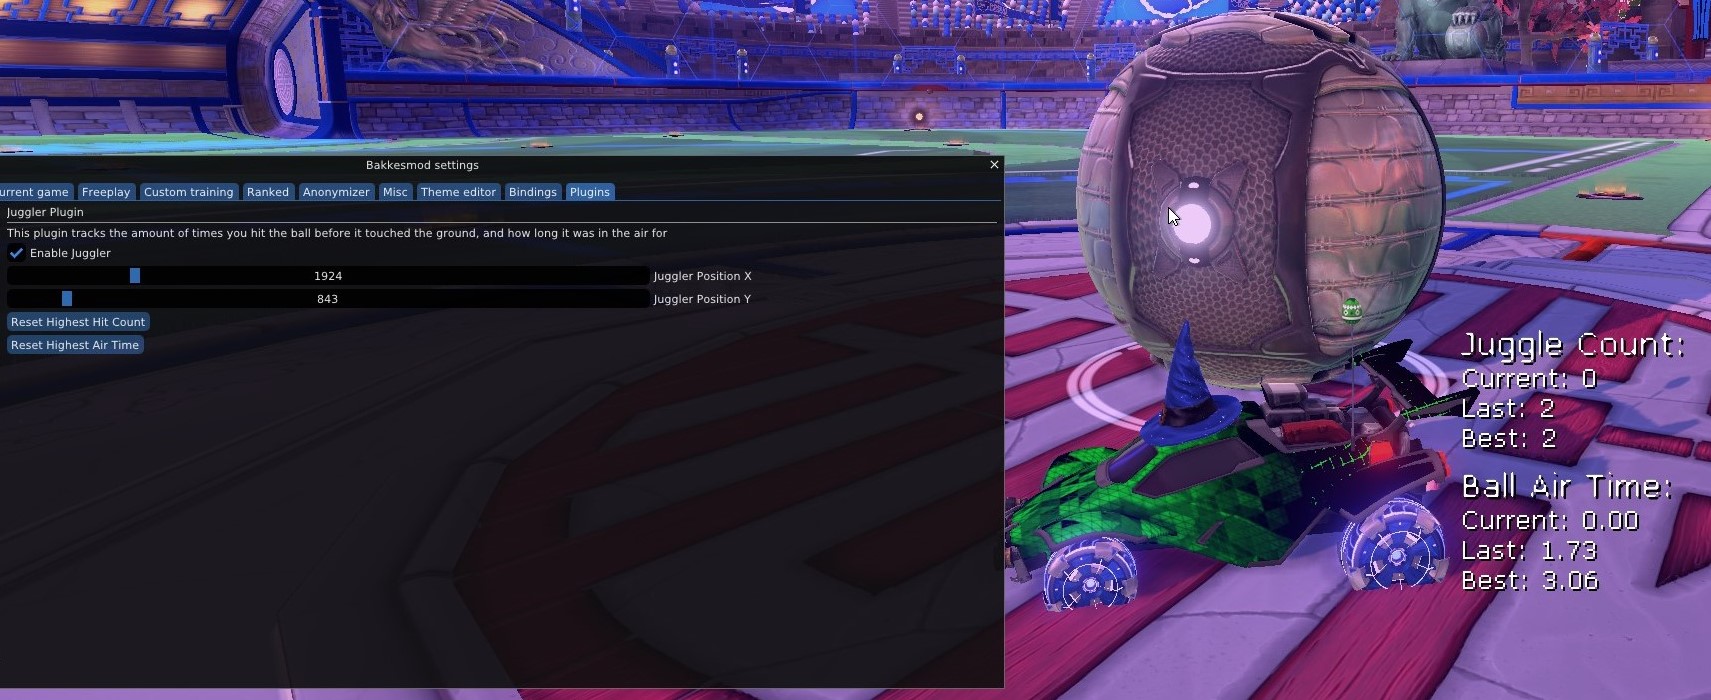 Bakkesmod settings
urrent game Freeplay Custom training Ranked Anonymizer Misc Theme editor Bindings Plugins
Juggler Plugin
This plugin tracks the amount of times you hit the ball before it touched the ground, and how long it was in the air for
Enable Juggler
1924 Juggler Position X
843 Juggler Position Y
Reset Highest Hit Count
Reset Highest Air Time
Juggle Count:
Current: 0
Last: 2
Best: 2
Ball Air Time:
Current: 0.00
Last: 1.73
Best: 3.06